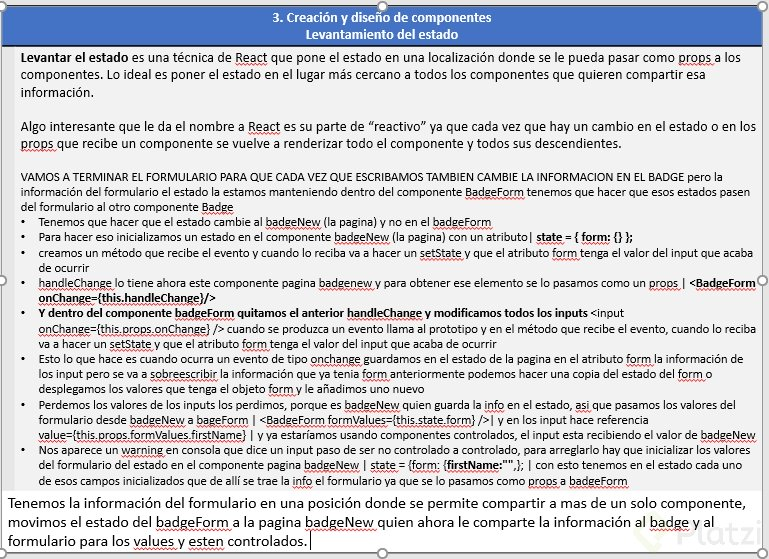 3. Creación y diseño de componentes
Levantamiento del estado
Levantar el estado es una técnica de React que pone el estado en una localización donde se le pueda pasar como props a los
componentes. Lo ideal es poner el estado en el lugar más cercano a todos los componentes que quieren compartir esa
información.
Algo interesante que le da el nombre a React es su parte de “reactivo” ya que cada vez que hay un cambio en el estado o en los
props que recibe un componente se vuelve a renderizar todo el componente y todos sus descendientes.
VAMOS A TERMINAR EL FORMULARIO PARA QUE CADA VEZ QUE ESCRIBAMOS TAMBIEN CAMBIE LA INFORMACION EN EL BADGE pero la
información del formulario el estado la estamos manteniendo dentro del componente BadgeForm tenemos que hacer que esos estados pasen
del formulario al otro componente Badge
• Tenemos que hacer que el estado cambie al badgeNew (la pagina) y no en el badgeForm
• Para hacer eso inicializamos un estado en el componente badgeNew (la pagina) con un atributo| state = { form: {} };
• creamos un método que recibe el evento y cuando lo reciba va a hacer un setState y que el atributo form tenga el valor del input que acaba
de ocurrir
• handleChange lo tiene ahora este componente pagina badgenew y para obtener ese elemento se lo pasamos como un props | <BadgeForm
onChange={this.handleChange}/>
• Y dentro del componente badgeForm quitamos el anterior handleChange y modificamos todos los inputs <input
onChange={this.props.onChange} /> cuando se produzca un evento llama al prototipo y en el método que recibe el evento, cuando lo reciba
va a hacer un setState y que el atributo form tenga el valor del input que acaba de ocurrir
• Esto lo que hace es cuando ocurra un evento de tipo onchange guardamos en el estado de la pagina en el atributo form la información de
los input pero se va a sobreescribir la información que ya tenia form anteriormente podemos hacer una copia del estado del form o
desplegamos los valores que tenga el objeto form y le añadimos uno nuevo
• Perdemos los valores de los inputs los perdimos, porque es badgeNew quien guarda la info en el estado, asi que pasamos los valores del
formulario desde badgeNew a bageForm | <BadgeForm formValues={this.state.form} />| y en los input hace referencia
value={this.props.formValues.firstName} | y ya estaríamos usando componentes controlados, el input esta recibiendo el valor de badgeNew
• Nos aparece un warning en consola que dice un input paso de ser no controlado a controlado, para arreglarlo hay que inicializar los valores
del formulario del estado en el componente pagina badgeNew | state = {form: {firstName:"",}; | con esto tenemos en el estado cada uno
de esos campos inicializados que de allí se trae la info el formulario ya que se lo pasamos como props a badgeForm
Tenemos la información del formulario en una posición donde se permite compartir a mas de un solo componente,
movimos el estado del badgeForm a la pagina badgeNew quien ahora le comparte la información al badge y al
formulario para los values y esten controlados.
Platzi